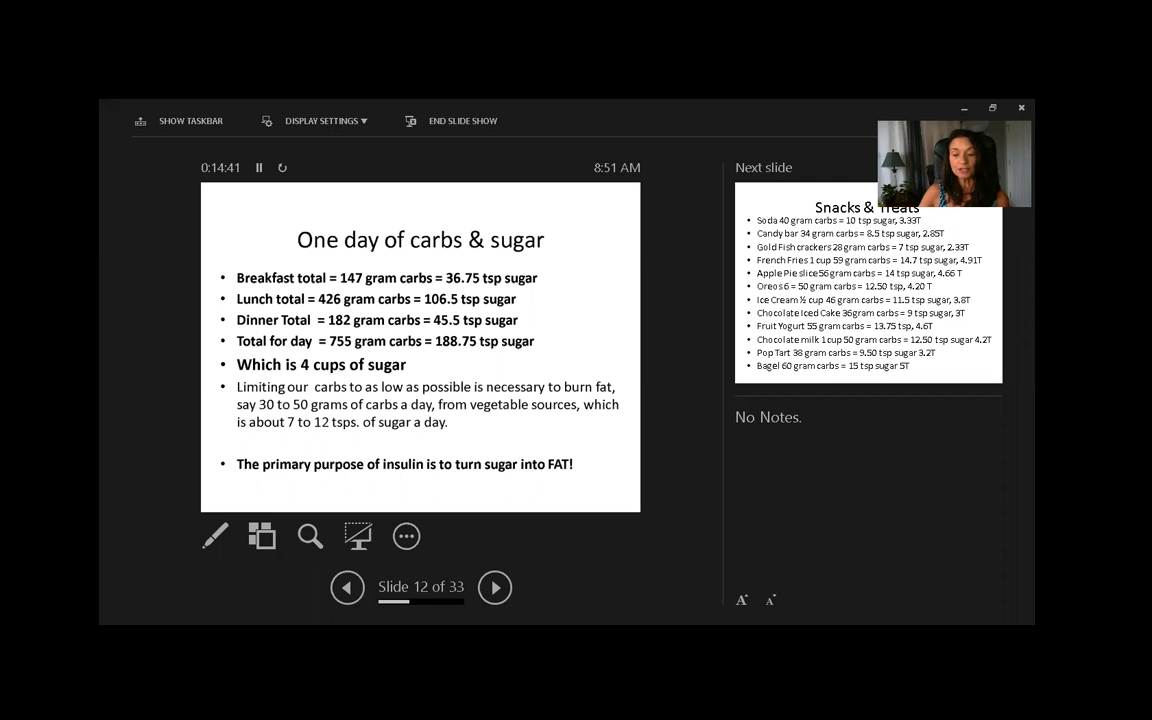 SHOW TASKBAR
DISPLAY SETTINGS
END SLIDE SHOW
0:14:41
8:51 AM
One day of carbs & sugar
• Breakfast total = 147 gram carbs = 36.75 tsp sugar
• Lunch total = 426 gram carbs = 106.5 tsp sugar
• Dinner Total = 182 gram carbs = 45.5 tsp sugar
• Total for day = 755 gram carbs = 188.75 tsp sugar
• Which is 4 cups of sugar
• Limiting our carbs to as low as possible is necessary to burn fat,
say 30 to 50 grams of carbs a day, from vegetable sources, which
is about 7 to 12 tsps. of sugar a day.
• The primary purpose of insulin is to turn sugar into FAT!
Slide 12 of 33
Next slide
Snacks & Treats
• Soda 40 gram carbs = 10 tsp sugar, 3.33T
• Candy bar 34 gram carbs = 8.5 tsp sugar, 2.85T
• Gold Fish crackers 28 gram carbs = 7 tsp sugar, 2.33T
• French Fries 1 cup 59 gram carbs = 14.7 tsp sugar, 4.91T
• Apple Pie slice56 gram carbs = 14 tsp sugar, 4.66 T
• Oreos 6 = 50 gram carbs = 12.50 tsp, 4.20 T
• Ice Cream ½ cup 46 gram carbs = 11.5 tsp sugar, 3.8T
• Chocolate Iced Cake 36gram carbs = 9 tsp sugar, 3T
• Fruit Yogurt 55 gram carbs = 13.75 tsp, 4.6T
• Chocolate milk 1 cup 50 gram carbs = 12.50 tsp sugar 4.2T
• Pop Tart 38 gram carbs = 9.50 tsp sugar 3.2T
• Bagel 60 gram carbs = 15 tsp sugar 5T
No Notes.
A A